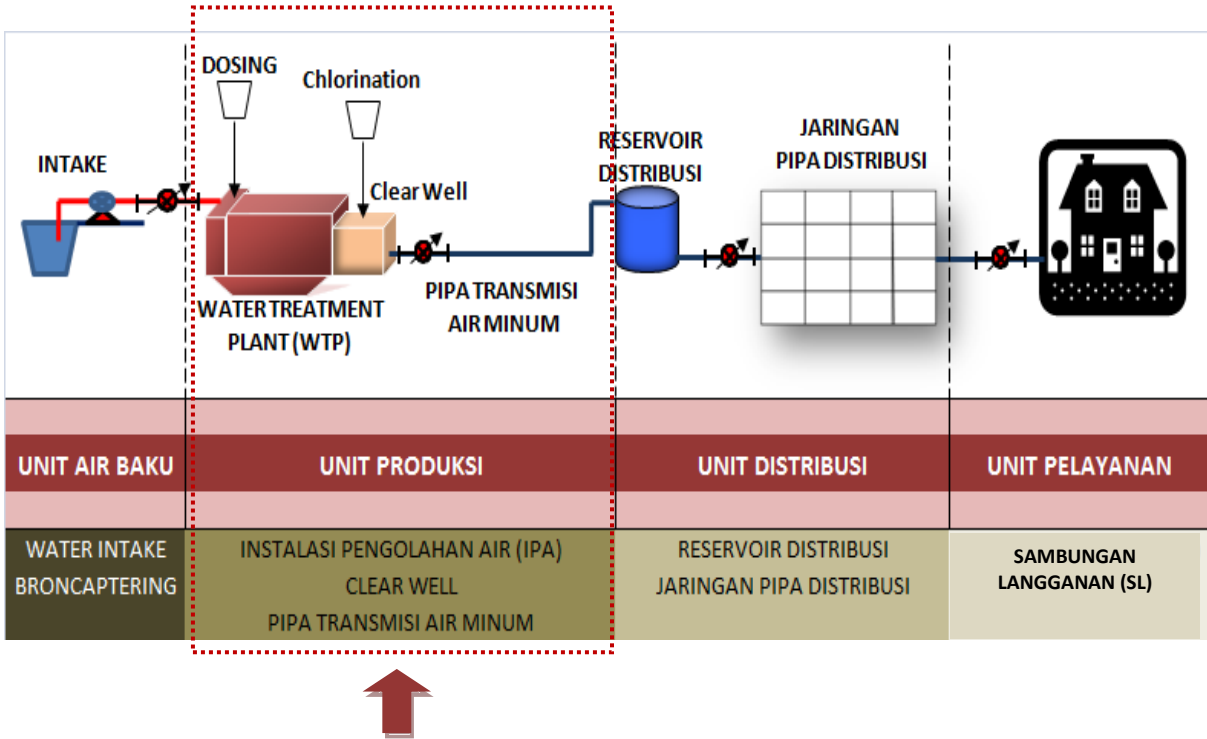 DOSING
Chlorination
INTAKE
Clear Well
WATER TREATMENT
PLANT (WTP)
PIPA TRANSMISI
AIR MINUM
RESERVOIR
DISTRIBUSI
JARINGAN
PIPA DISTRIBUSI
UNIT AIR BAKU
UNIT PRODUKSI
UNIT DISTRIBUSI
UNIT PELAYANAN
WATER INTAKE
BRONCAPTERING
INSTALASI PENGOLAHAN AIR (IPA)
CLEAR WELL
PIPA TRANSMISI AIR MINUM
RESERVOIR DISTRIBUSI
JARINGAN PIPA DISTRIBUSI
SAMBUNGAN
LANGGANAN (SL)